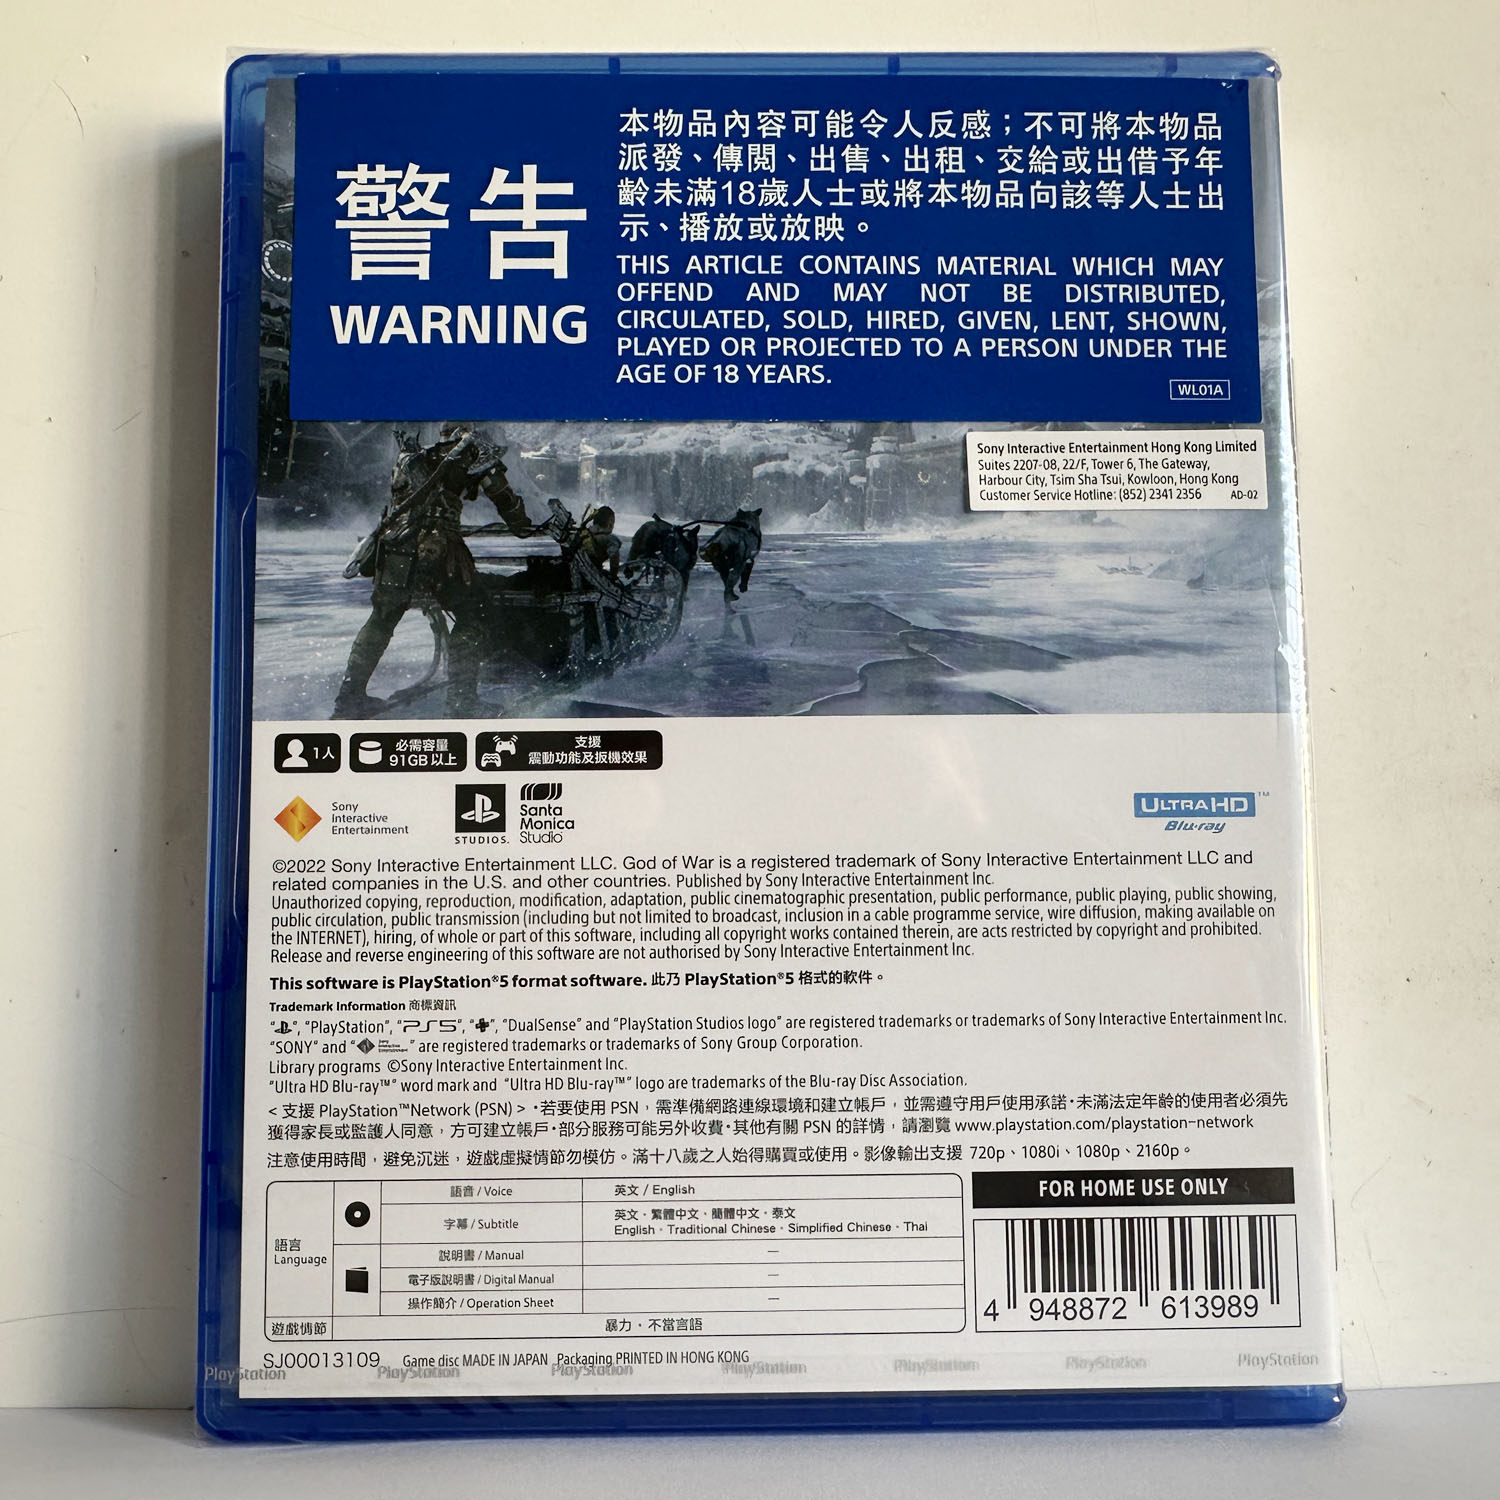 警告
WARNING
本物品內容可能令人反感；不可將本物品
派發、傳閱、出售、出租、交給或出借予年
齡未滿18歲人士或將本物品向該等人士出
示、播放或放映。
THIS ARTICLE CONTAINS MATERIAL WHICH MAY
OFFEND AND MAY NOT BE DISTRIBUTED,
CIRCULATED, SOLD, HIRED, GIVEN, LENT, SHOWN,
PLAYED OR PROJECTED TO A PERSON UNDER THE
AGE OF 18 YEARS.
WL01A
Sony Interactive Entertainment Hong Kong Limited
Suites 2207-08, 22/F, Tower 6, The Gateway,
Harbour City, Tsim Sha Tsui, Kowloon, Hong Kong
Customer Service Hotline: (852) 2341 2356 AD-02
1人
必需容量
91GB 以上
支援
震動功能及扳機效果
Sony
Interactive
Entertainment
STUDIOS.
Santa
Monica
Studio
ULTRA HD™
Blu-ray
©2022 Sony Interactive Entertainment LLC. God of War is a registered trademark of Sony Interactive Entertainment LLC and
related companies in the U.S. and other countries. Published by Sony Interactive Entertainment Inc.
Unauthorized copying, reproduction, modification, adaptation, public cinematographic presentation, public performance, public playing, public showing,
public circulation, public transmission (including but not limited to broadcast, inclusion in a cable programme service, wire diffusion, making available on
the INTERNET), hiring, of whole or part of this software, including all copyright works contained therein, are acts restricted by copyright and prohibited.
Release and reverse engineering of this software are not authorised by Sony Interactive Entertainment Inc.
This software is PlayStation®5 format software. 此乃 PlayStation®5 格式的軟件。
Trademark Information 商標資訊
“ ”, “PlayStation”, “PS5”, “ ”, “DualSense” and “PlayStation Studios logo” are registered trademarks or trademarks of Sony Interactive Entertainment Inc.
“SONY” and “ ” are registered trademarks or trademarks of Sony Group Corporation.
Library programs ©Sony Interactive Entertainment Inc.
“Ultra HD Blu-ray™” word mark and “Ultra HD Blu-ray™” logo are trademarks of the Blu-ray Disc Association.
< 支援 PlayStation™Network (PSN) >・若要使用 PSN，需準備網路連線環境和建立帳戶，並需遵守用戶使用承諾・未滿法定年齡的使用者必須先
獲得家長或監護人同意，方可建立帳戶・部分服務可能另外收費・其他有關 PSN 的詳情，請瀏覽 www.playstation.com/playstation-network
注意使用時間，避免沉迷，遊戲虛擬情節勿模仿。滿十八歲之人始得購買或使用。影像輸出支援 720p、1080i、1080p、2160p。
語言
Language
語音 / Voice 英文 / English
字幕 / Subtitle 英文・繁體中文・簡體中文・泰文
English・Traditional Chinese・Simplified Chinese・Thai
說明書 / Manual —
電子版說明書 / Digital Manual —
操作簡介 / Operation Sheet —
遊戲情節 暴力・不當言語
FOR HOME USE ONLY
4 948872 613989
SJ00013109 Game disc MADE IN JAPAN Packaging PRINTED IN HONG KONG
PlayStation PlayStation PlayStation PlayStation PlayStation PlayStation PlayStation